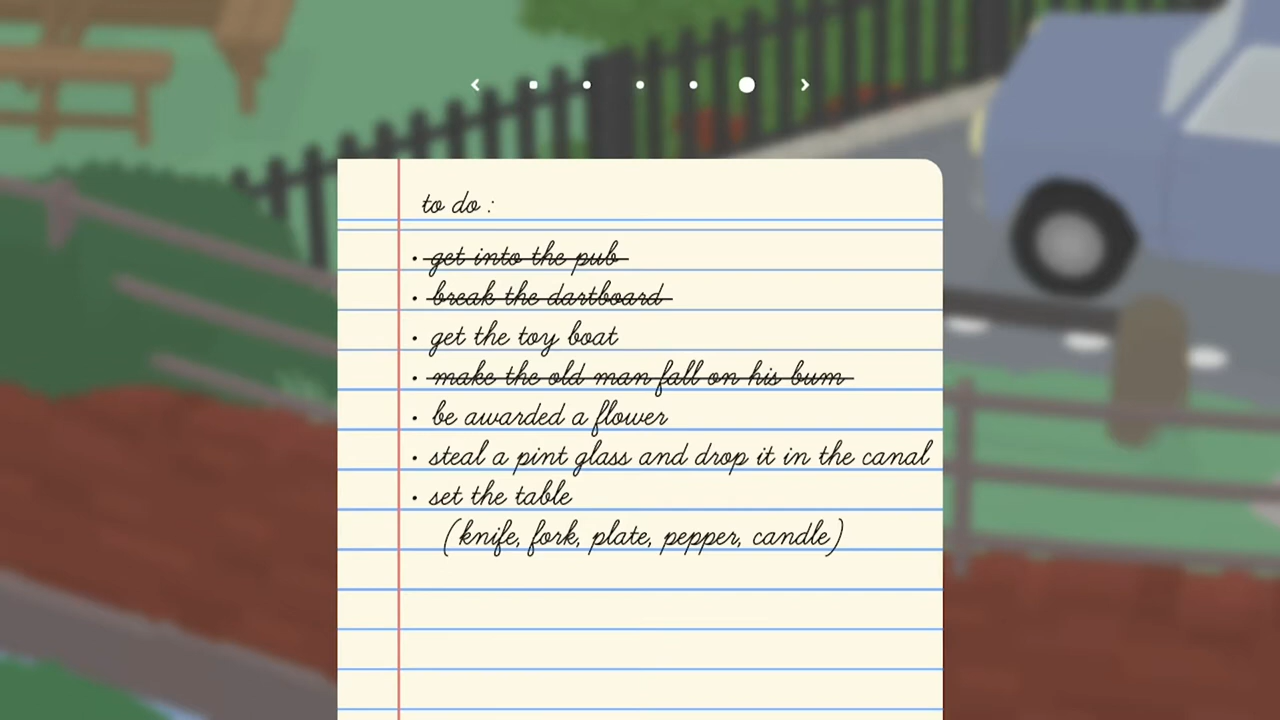 to do :
• get into the pub
• break the dartboard
• get the toy boat
• make the old man fall on his bum
• be awarded a flower
• steal a pint glass and drop it in the canal
• set the table
(knife, fork, plate, pepper, candle)